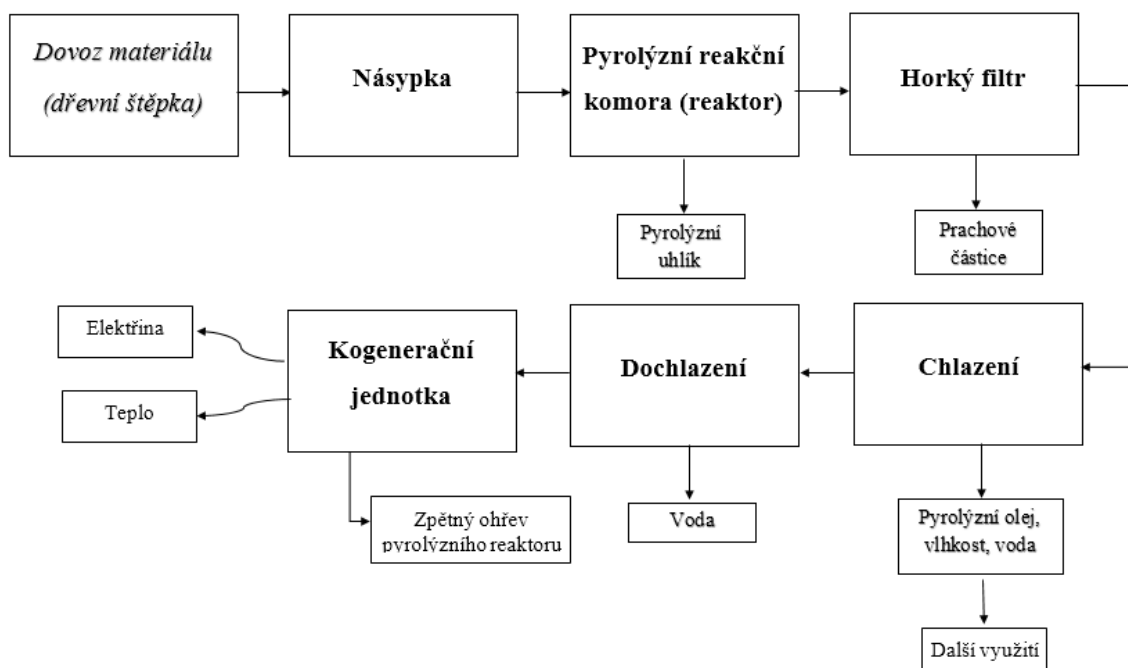 Dovoz materiálu
(dřevní štěpka)
Násypka
Pyrolýzní reakční
komora (reaktor)
Horký filtr
Pyrolýzní
uhlík
Prachové
částice
Elektřina
Teplo
Kogenerační
jednotka
Dochlazení
Chlazení
Zpětný ohřev
pyrolýzního reaktoru
Voda
Pyrolýzní olej,
vlhkost, voda
Další využití